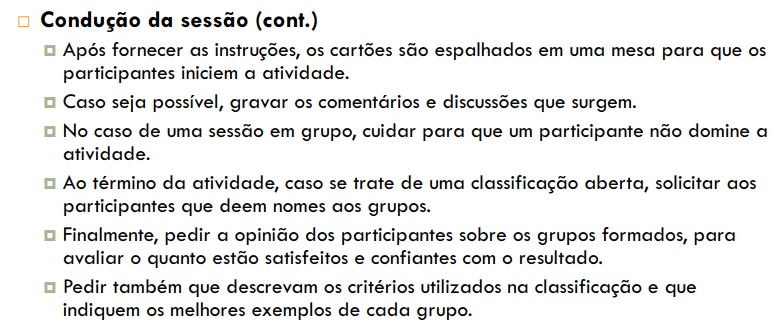 Condução da sessão (cont.)
Após fornecer as instruções, os cartões são espalhados em uma mesa para que os
participantes iniciem a atividade.
Caso seja possível, gravar os comentários e discussões que surgem.
No caso de uma sessão em grupo, cuidar para que um participante não domine a
atividade.
Ao término da atividade, caso se trate de uma classificação aberta, solicitar aos
participantes que deem nomes aos grupos.
Finalmente, pedir a opinião dos participantes sobre os grupos formados, para
avaliar o quanto estão satisfeitos e confiantes com o resultado.
Pedir também que descrevam os critérios utilizados na classificação e que
indiquem os melhores exemplos de cada grupo.